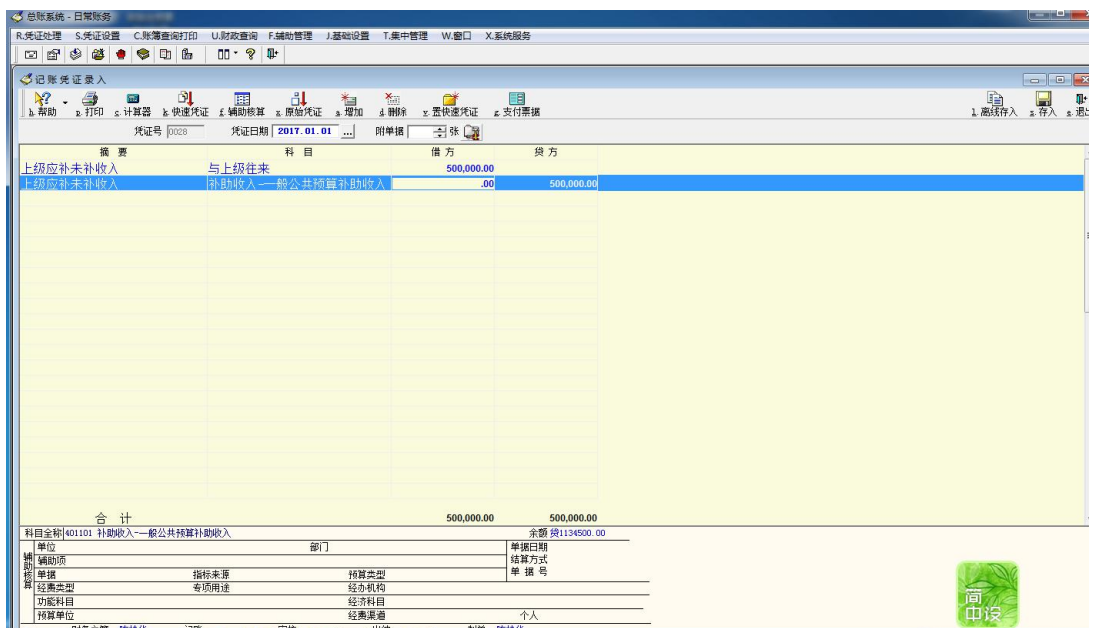 总账系统 - 日常账务
R.凭证处理 S.凭证设置 C.账簿查询打印 U.财政查询 F.辅助管理 J.基础设置 T.集中管理 W.窗口 X.系统服务
记账凭证录入
h.帮助 p.打印 c.计算器 k.快速凭证 f.辅助核算 z.原始凭证 a.增加 d.删除 y.置快速凭证 g.支付票据 l.离线存入 s.存入
凭证号 0028 凭证日期 2017.01.01 ... 附单据 张
摘 要 科 目 借 方 贷 方
上级应补未补收入 与上级往来 500,000.00
上级应补未补收入 补助收入-一般公共预算补助收入 .00 500,000.00
合 计 500,000.00 500,000.00
科目全称 401101 补助收入-一般公共预算补助收入 余额 贷1134500.00
辅助核算
单位 部门 单据日期
辅助项 结算方式
单据 指标来源 预算类型 单 据 号
经费类型 专项用途 经办机构
功能科目 经济科目
预算单位 经费渠道 个人
简
中设